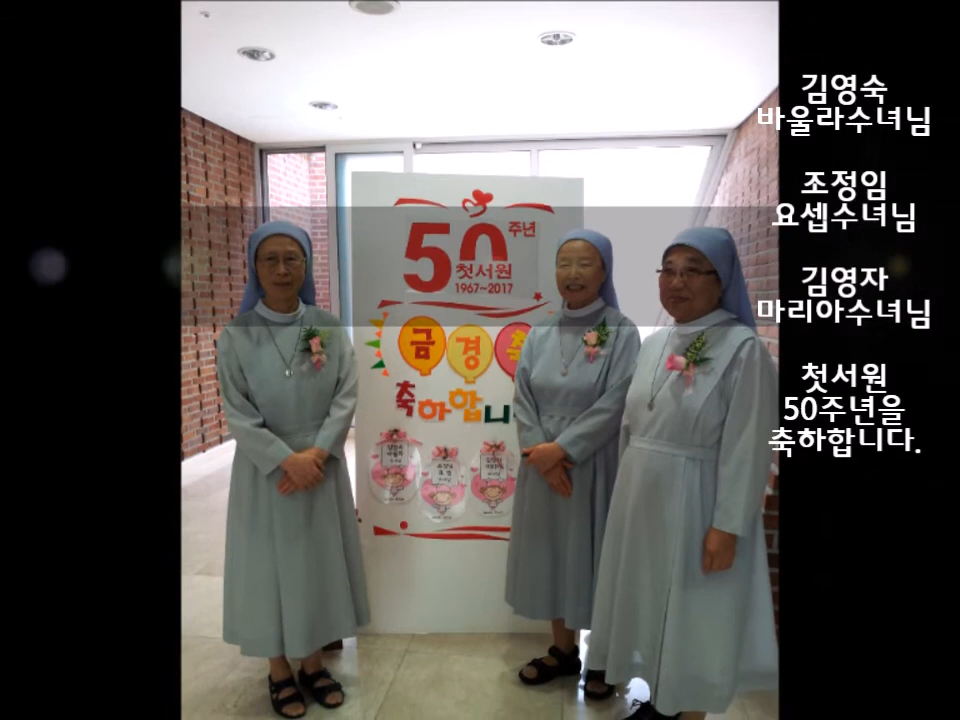 김영숙
바울라수녀님
조정임
요셉수녀님
김영자
마리아수녀님
첫서원
50주년을
축하합니다.
50주년
첫서원
1967~2017
금경축
축하합니